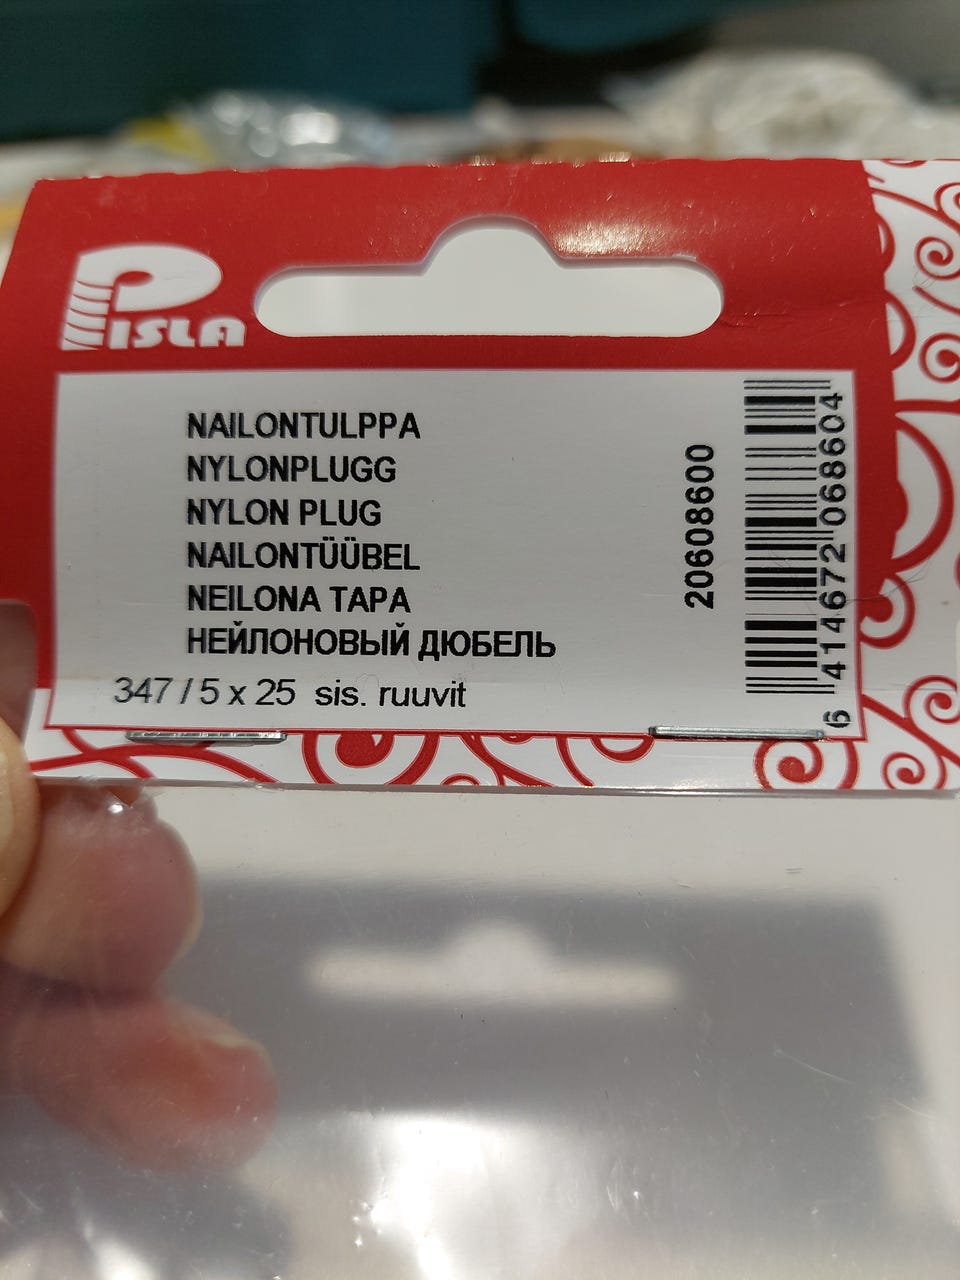 PISLA
NAILONTULPPA
NYLONPLUGG
NYLON PLUG
NAILONTÜÜBEL
NEILONA TAPA
НЕЙЛОНОВЫЙ ДЮБЕЛЬ
347 / 5 x 25 sis. ruuvit
20608600
6 414672 068604